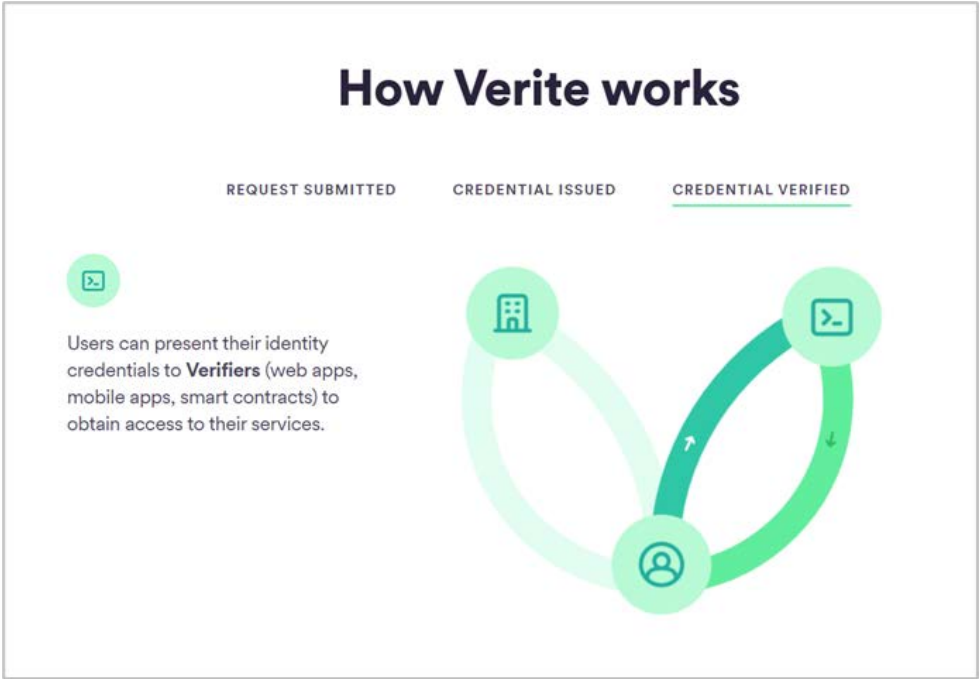 How Verite works
REQUEST SUBMITTED
CREDENTIAL ISSUED
CREDENTIAL VERIFIED
Users can present their identity
credentials to Verifiers (web apps,
mobile apps, smart contracts) to
obtain access to their services.